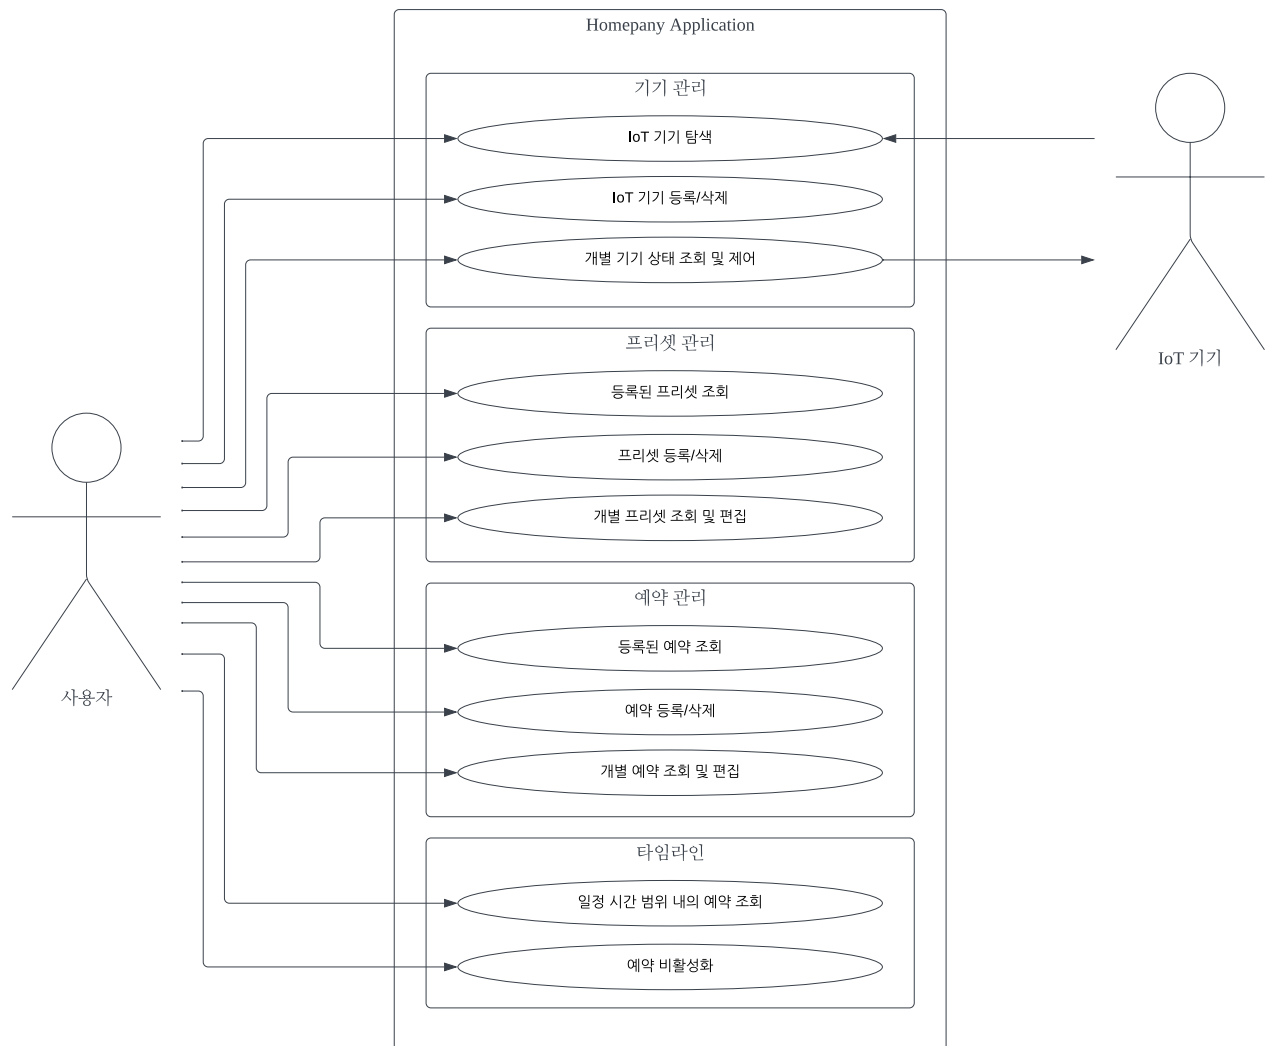 Homepany Application
기기 관리
IoT 기기 탐색
IoT 기기 등록/삭제
개별 기기 상태 조회 및 제어
IoT 기기
프리셋 관리
등록된 프리셋 조회
프리셋 등록/삭제
개별 프리셋 조회 및 편집
사용자
예약 관리
등록된 예약 조회
예약 등록/삭제
개별 예약 조회 및 편집
타임라인
일정 시간 범위 내의 예약 조회
예약 비활성화